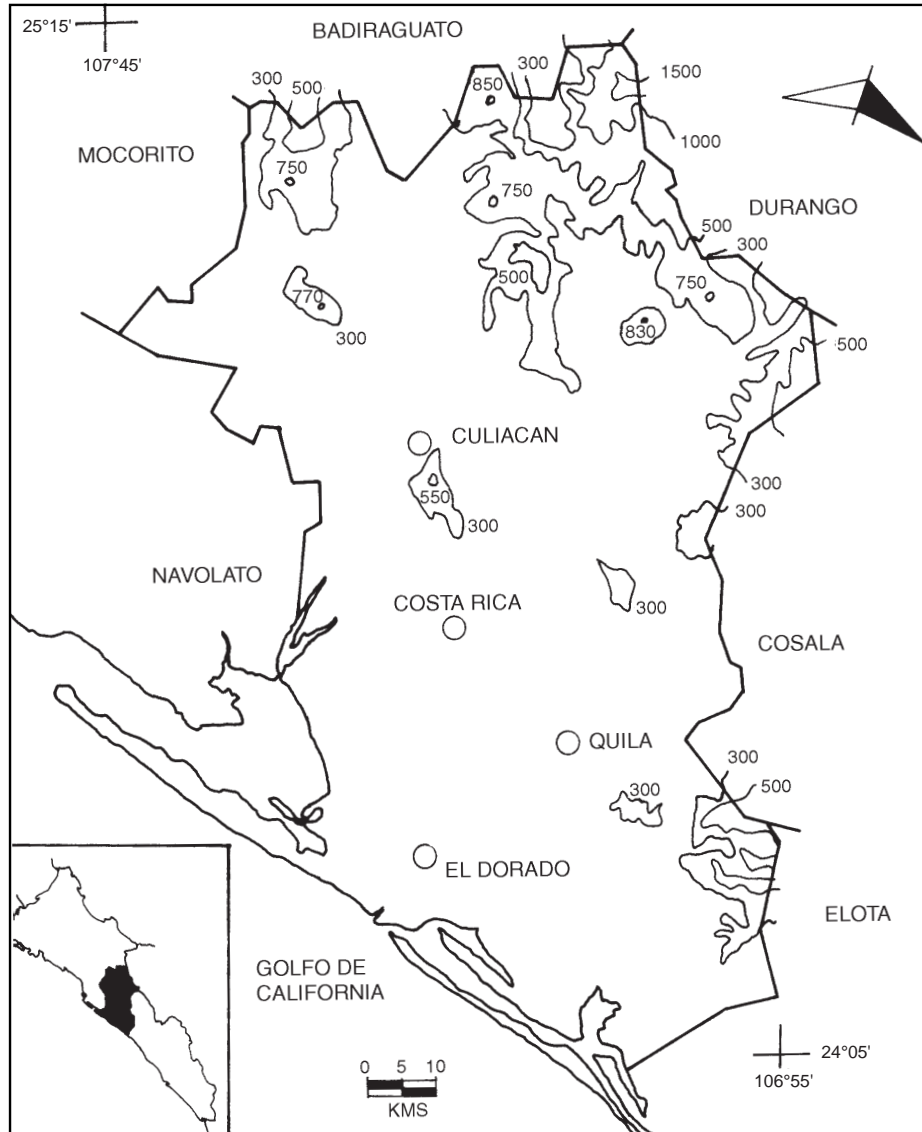 25°15'
107°45'
BADIRAGUATO
300
500
850
300
1500
1000
MOCORITO
750
750
DURANGO
500
300
500
770
300
750
830
500
CULIACAN
550
300
300
300
NAVOLATO
COSTA RICA
300
COSALA
QUILA
300
300
500
EL DORADO
ELOTA
GOLFO DE
CALIFORNIA
0 5 10
KMS
24°05'
106°55'